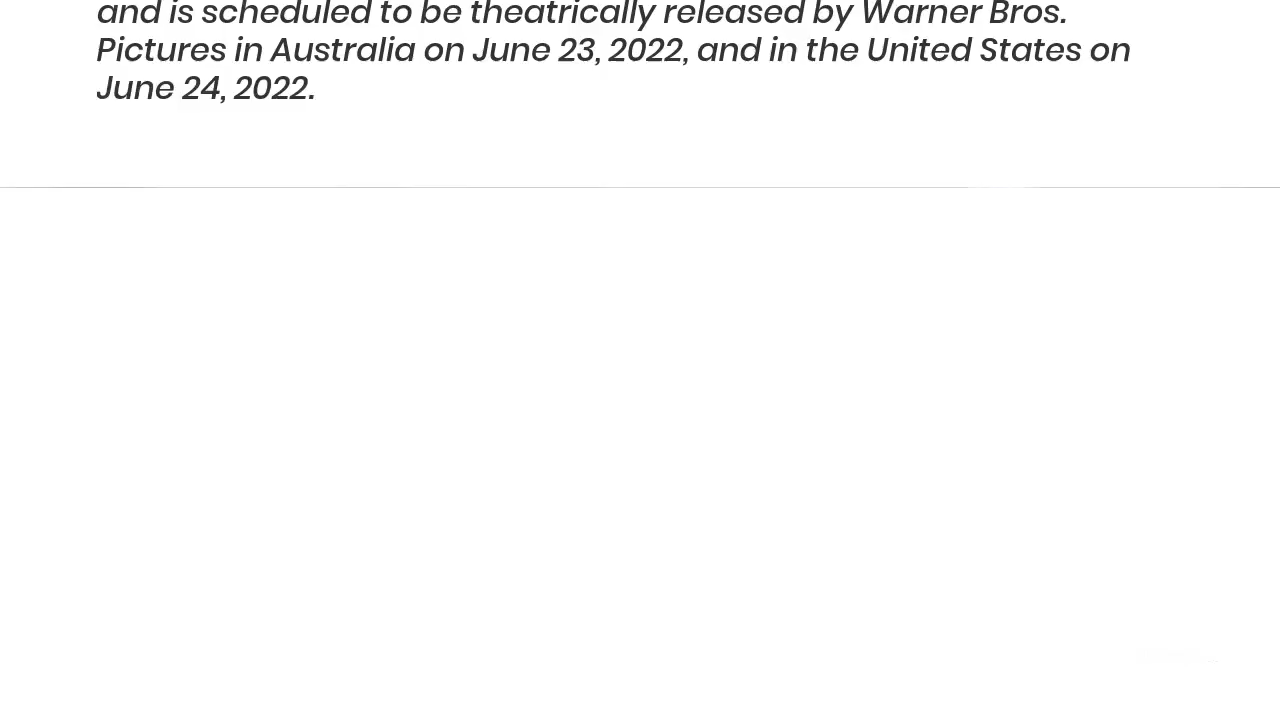 and is scheduled to be theatrically released by Warner Bros.
Pictures in Australia on June 23, 2022, and in the United States on
June 24, 2022.